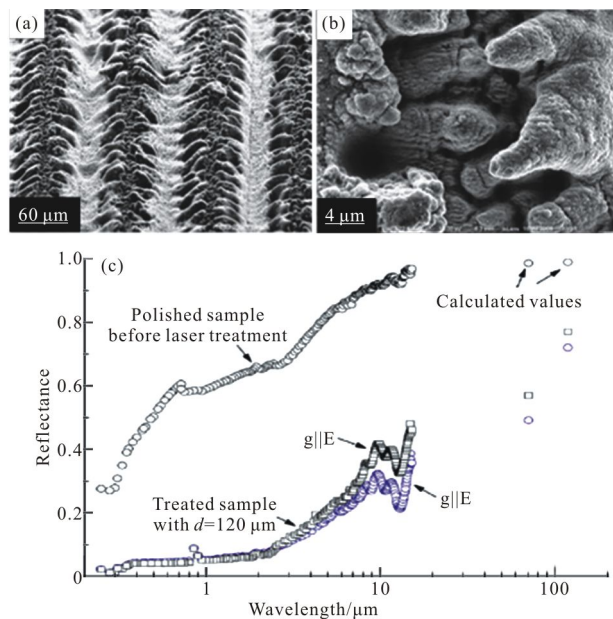 (a)
(b)
60 μm
4 μm
(c)
1.0
0.8
0.6
0.4
0.2
0
Reflectance
Polished sample
before laser treatment
Calculated values
g||E
g||E
Treated sample
with d=120 μm
1
10
100
Wavelength/μm